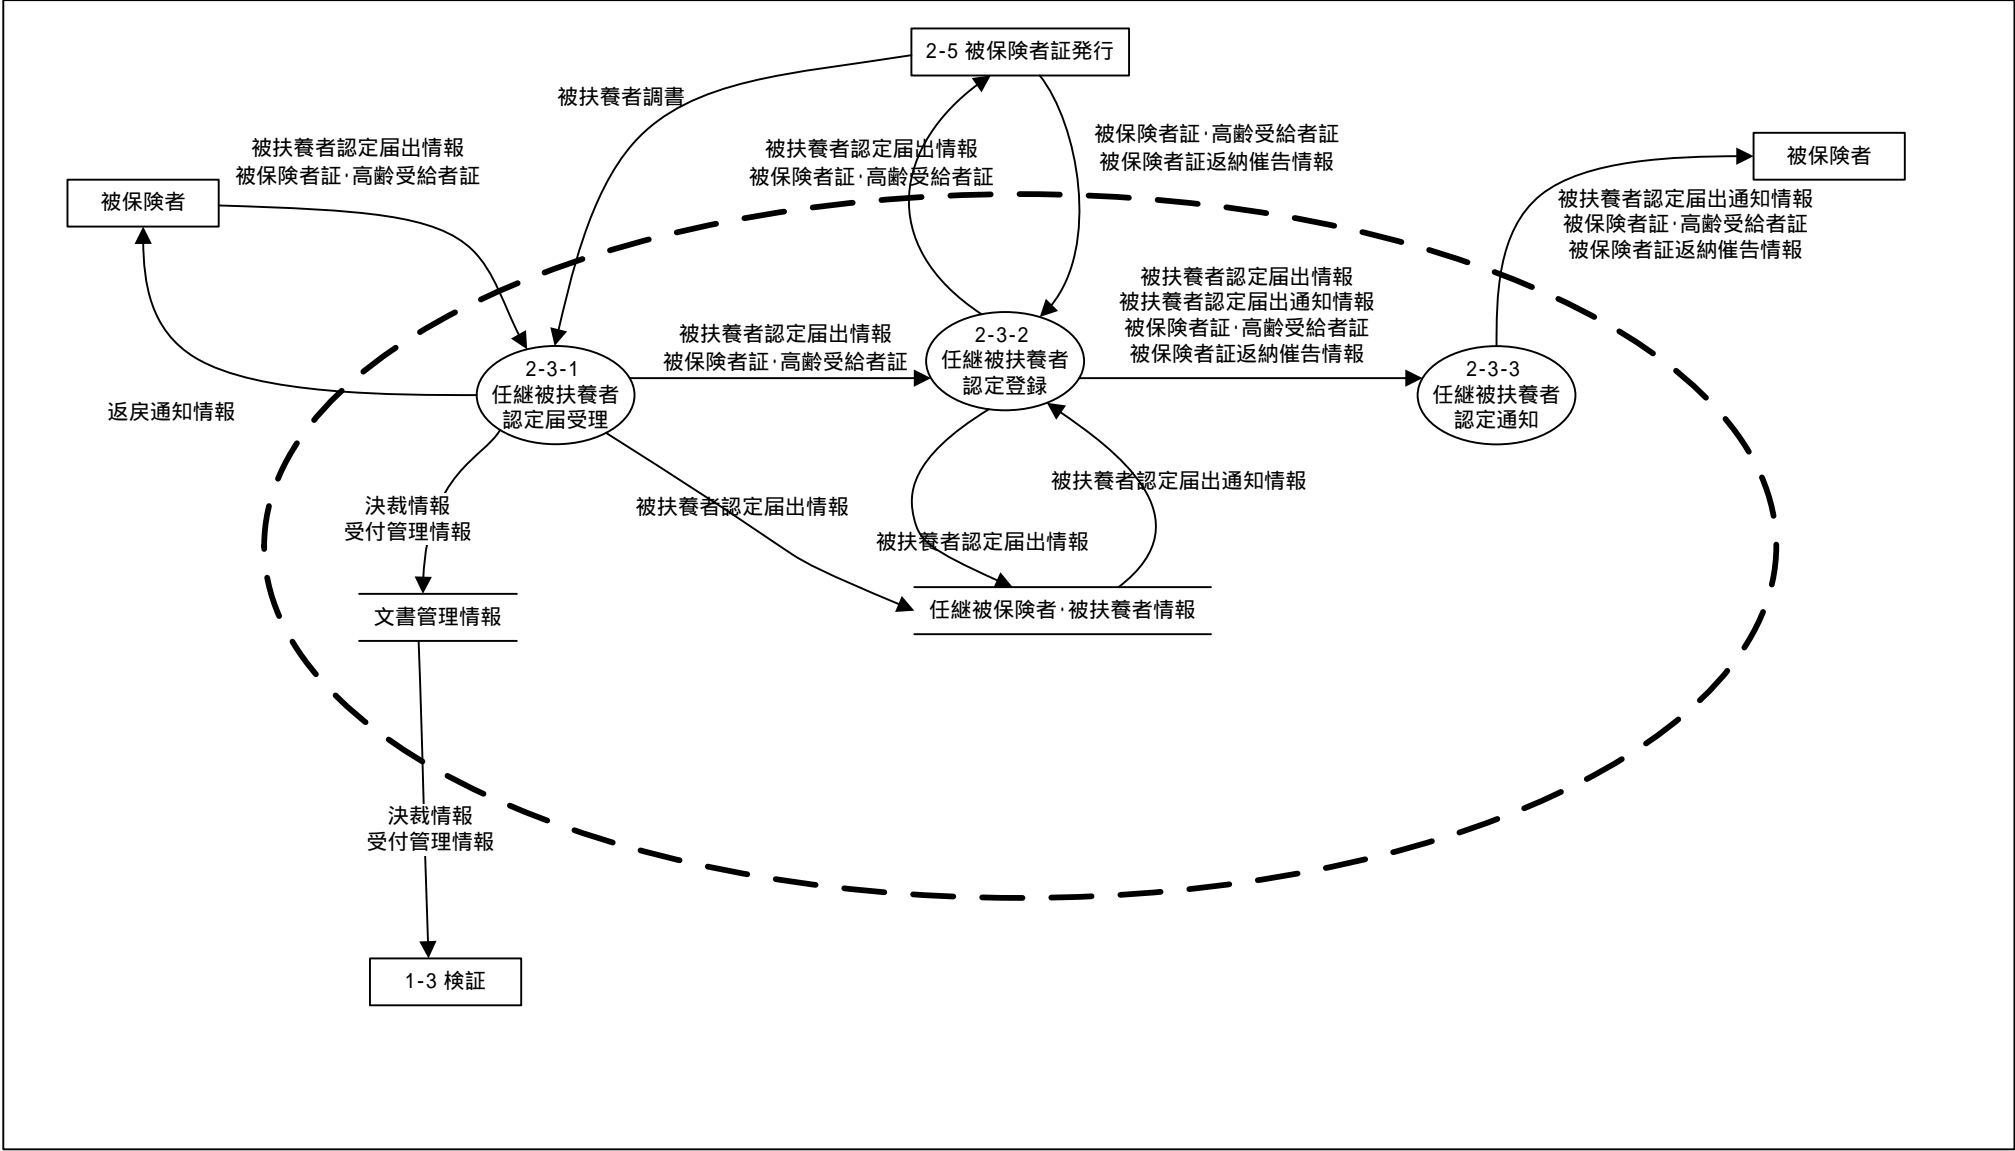 2-5 被保険者証発行
被扶養者調書
被扶養者認定届出情報
被保険者証･高齢受給者証
被保険者
被扶養者認定届出情報
被保険者証･高齢受給者証
被保険者証･高齢受給者証
被保険者証返納催告情報
被保険者
被扶養者認定届出通知情報
被保険者証･高齢受給者証
被保険者証返納催告情報
返戻通知情報
2-3-1
任継被扶養者
認定届受理
被扶養者認定届出情報
被保険者証･高齢受給者証
2-3-2
任継被扶養者
認定登録
被扶養者認定届出情報
被扶養者認定届出通知情報
被保険者証･高齢受給者証
被保険者証返納催告情報
2-3-3
任継被扶養者
認定通知
決裁情報
受付管理情報
被扶養者認定届出情報
被扶養者認定届出情報
被扶養者認定届出通知情報
文書管理情報
任継被保険者･被扶養者情報
決裁情報
受付管理情報
1-3 検証